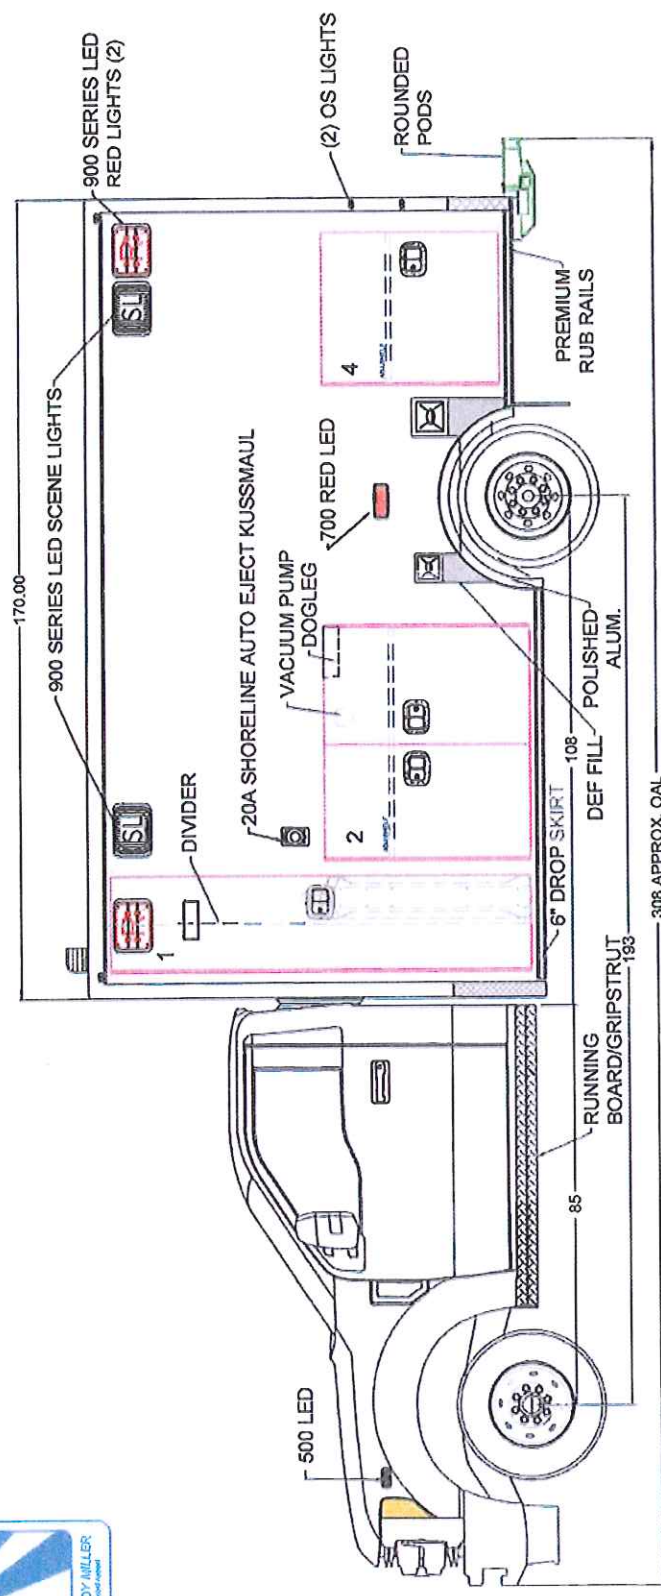 170.00
900 SERIES LED SCENE LIGHTS
900 SERIES LED
RED LIGHTS (2)
(2) OS LIGHTS
ROUNDED
PODS
SL
SL
1
DIVIDER
20A SHORELINE AUTO EJECT KUSSMAUL
VACUUM PUMP
DOGLEG
700 RED LED
2
4
PREMIUM
RUB RAILS
500 LED
6" DROP SKIRT
DEF FILL
POLISHED
ALUM.
RUNNING
BOARD/GRIPSTRUT
85
108
193
308 APPROX. OAL
MILLER